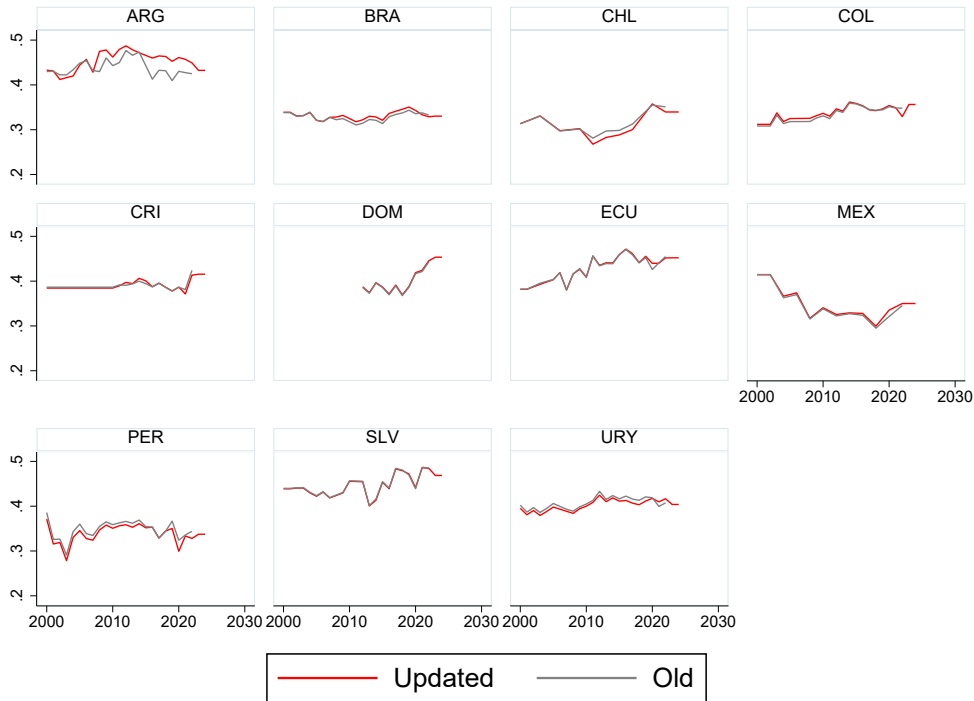 ARG BRA CHL COL
.5
.4
.3
.2
CRI DOM ECU MEX
.5
.4
.3
.2
2000 2010 2020 2030
PER SLV URY
.5
.4
.3
.2
2000 2010 2020 2030 2000 2010 2020 2030 2000 2010 2020 2030
Updated Old